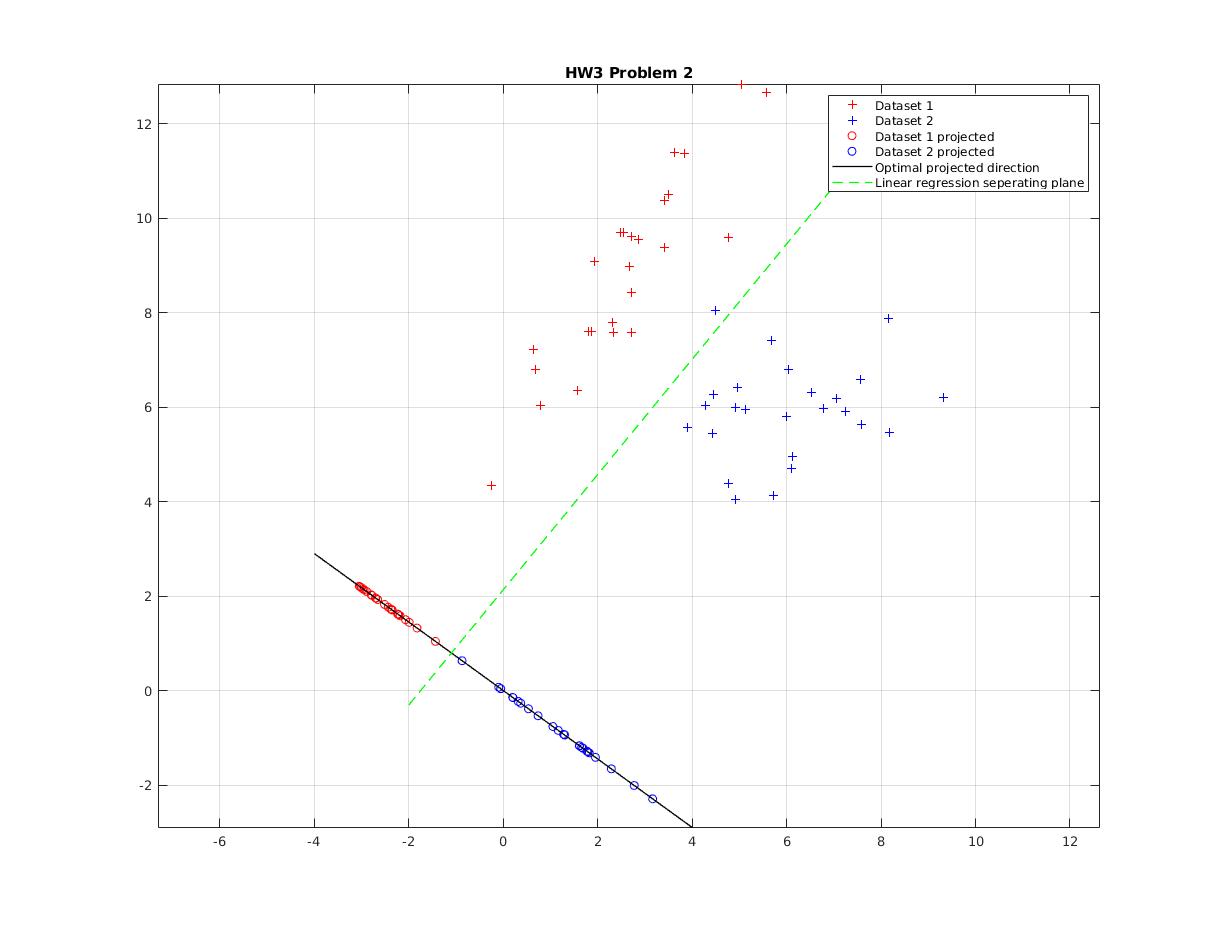 HW3 Problem 2
Dataset 1
Dataset 2
Dataset 1 projected
Dataset 2 projected
Optimal projected direction
Linear regression seperating plane
12
10
8
6
4
2
0
-2
-6 -4 -2 0 2 4 6 8 10 12